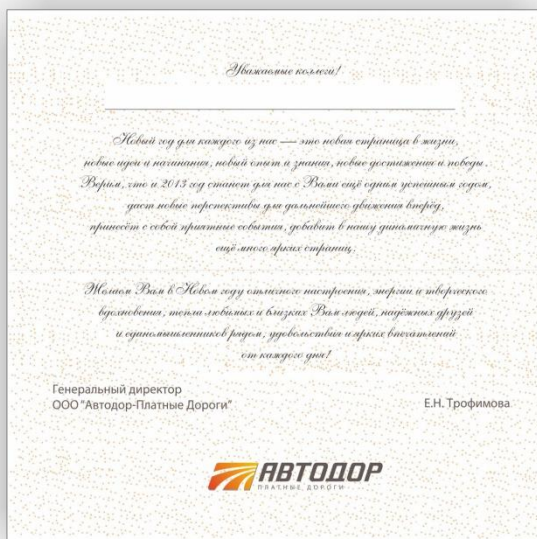 Уважаемые коллеги!
Новый год для каждого из нас — это новая страница в жизни,
новые идеи и начинания, новый опыт и знания, новые достижения и победы.
Верим, что и 2013 год станет для нас с Вами ещё одним успешным годом,
даст новые перспективы для дальнейшего движения вперёд,
принесёт с собой приятные события, добавит в нашу динамичную жизнь
ещё много ярких страниц.
Желаем Вам в Новом году отличного настроения, энергии и творческого
вдохновения, тепла любимых и близких Вам людей, надёжных друзей
и единомышленников рядом, удовольствия и ярких впечатлений
от каждого дня!
Генеральный директор
ООО "Автодор-Платные Дороги"
Е.Н. Трофимова
АВТОДОР
ПЛАТНЫЕ ДОРОГИ